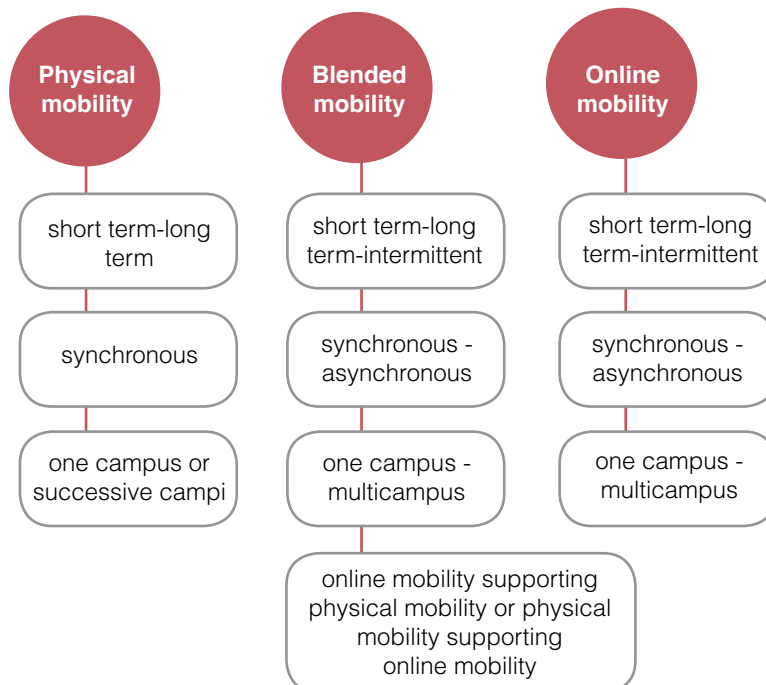 Physical
mobility
short term-long
term
synchronous
one campus or
successive campi
Blended
mobility
short term-long
term-intermittent
synchronous -
asynchronous
one campus -
multicampus
online mobility supporting
physical mobility or physical
mobility supporting
online mobility
Online
mobility
short term-long
term-intermittent
synchronous -
asynchronous
one campus -
multicampus